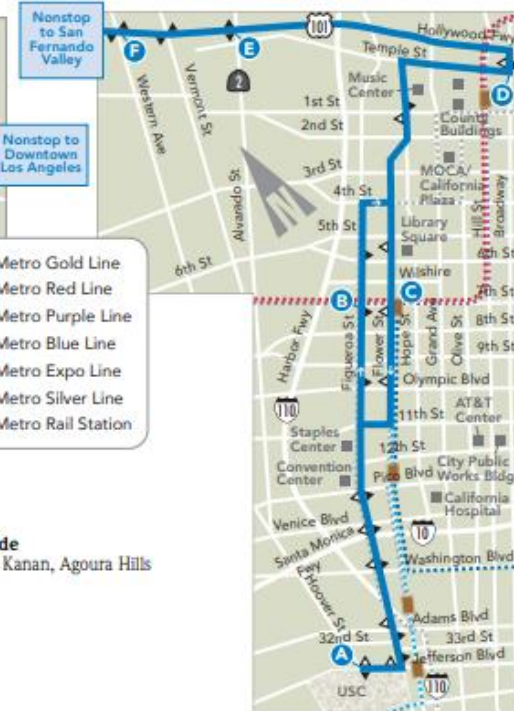 Nonstop
to San
Fernando
Valley
Nonstop to
Downtown
Los Angeles
F
E
101
Hollywood Fwy
Temple St
D
2
Western Ave
Vermont St
Alvarado St
Music
Center
1st St
2nd St
County
Buildings
3rd St
4th St
5th St
6th St
MOCA/
California
Plaza
Hill St
Broadway
Library
Square
6th St
Wilshire
N
B
C
7th St
8th St
9th St
Harbor Fwy
Figueroa St
Flower St
Hope St
Grand Ave
Olive St
Olympic Blvd
110
11th St
AT&T
Center
Staples
Center
12th St
Convention
Center
Pico Blvd
City Public
Works Bldg
California
Hospital
Venice Blvd
10
Santa Monica
Fwy
Washington Blvd
Hoover St
Adams Blvd
32nd St
33rd St
A
Jefferson Blvd
USC
110
Metro Gold Line
Metro Red Line
Metro Purple Line
Metro Blue Line
Metro Expo Line
Metro Silver Line
Metro Rail Station
de
Kanan, Agoura Hills